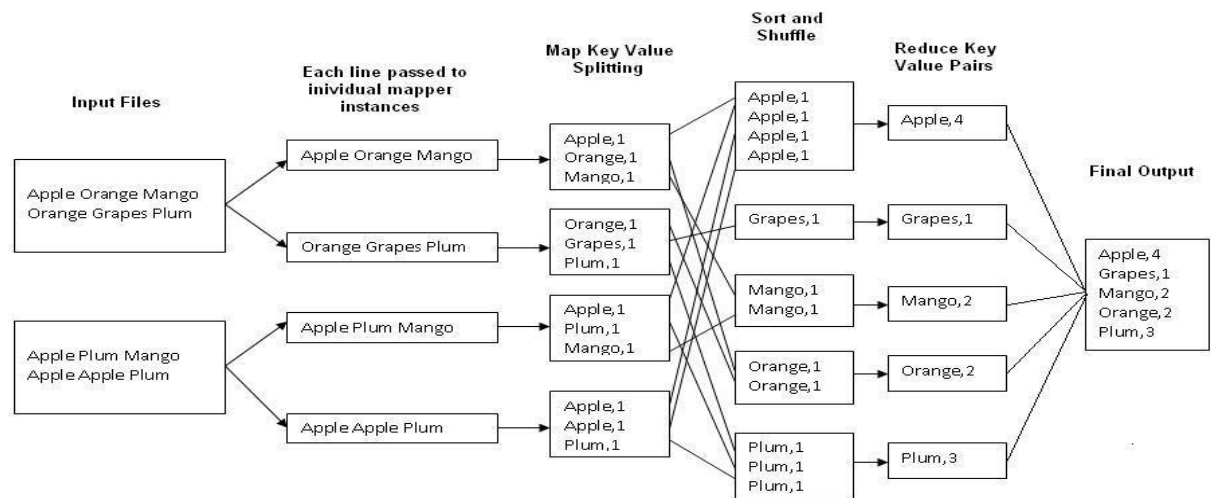 Input Files
Each line passed to
inividual mapper
instances
Map Key Value
Splitting
Sort and
Shuffle
Reduce Key
Value Pairs
Final Output
Apple Orange Mango
Orange Grapes Plum
Apple Plum Mango
Apple Apple Plum
Apple Orange Mango
Orange Grapes Plum
Apple Plum Mango
Apple Apple Plum
Apple,1
Orange,1
Mango,1
Orange,1
Grapes,1
Plum,1
Apple,1
Plum,1
Mango,1
Apple,1
Apple,1
Plum,1
Apple,1
Apple,1
Apple,1
Apple,1
Grapes,1
Mango,1
Mango,1
Orange,1
Orange,1
Plum,1
Plum,1
Plum,1
Apple,4
Grapes,1
Mango,2
Orange,2
Plum,3
Apple,4
Grapes,1
Mango,2
Orange,2
Plum,3